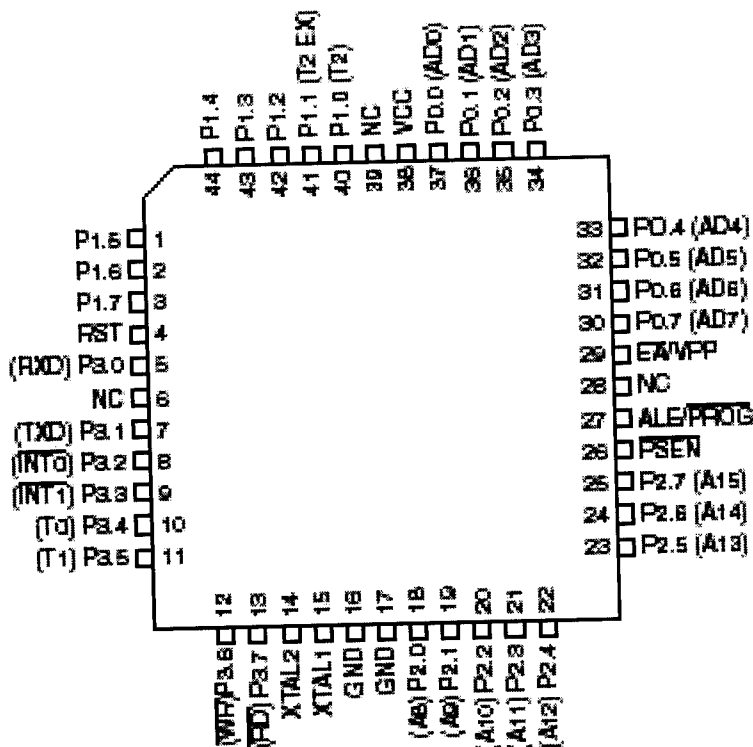 P1.4
P1.3
P1.2
P1.1 (T2 EX)
P1.0 (T2)
NC
VCC
P0.0 (AD0)
P0.1 (AD1)
P0.2 (AD2)
P0.3 (AD3)
44
43
42
41
40
39
38
37
36
35
34
P1.5 1
P1.6 2
P1.7 3
RST 4
(RXD) P3.0 5
NC 6
(TXD) P3.1 7
(INT0) P3.2 8
(INT1) P3.3 9
(T0) P3.4 10
(T1) P3.5 11
33 P0.4 (AD4)
32 P0.5 (AD5)
31 P0.6 (AD6)
30 P0.7 (AD7)
29 EA/VPP
28 NC
27 ALE/PROG
26 PSEN
25 P2.7 (A15)
24 P2.6 (A14)
23 P2.5 (A13)
12
13
14
15
16
17
18
19
20
21
22
(WR) P3.6
(RD) P3.7
XTAL2
XTAL1
GND
GND
(A8) P2.0
(A9) P2.1
(A10) P2.2
(A11) P2.3
(A12) P2.4